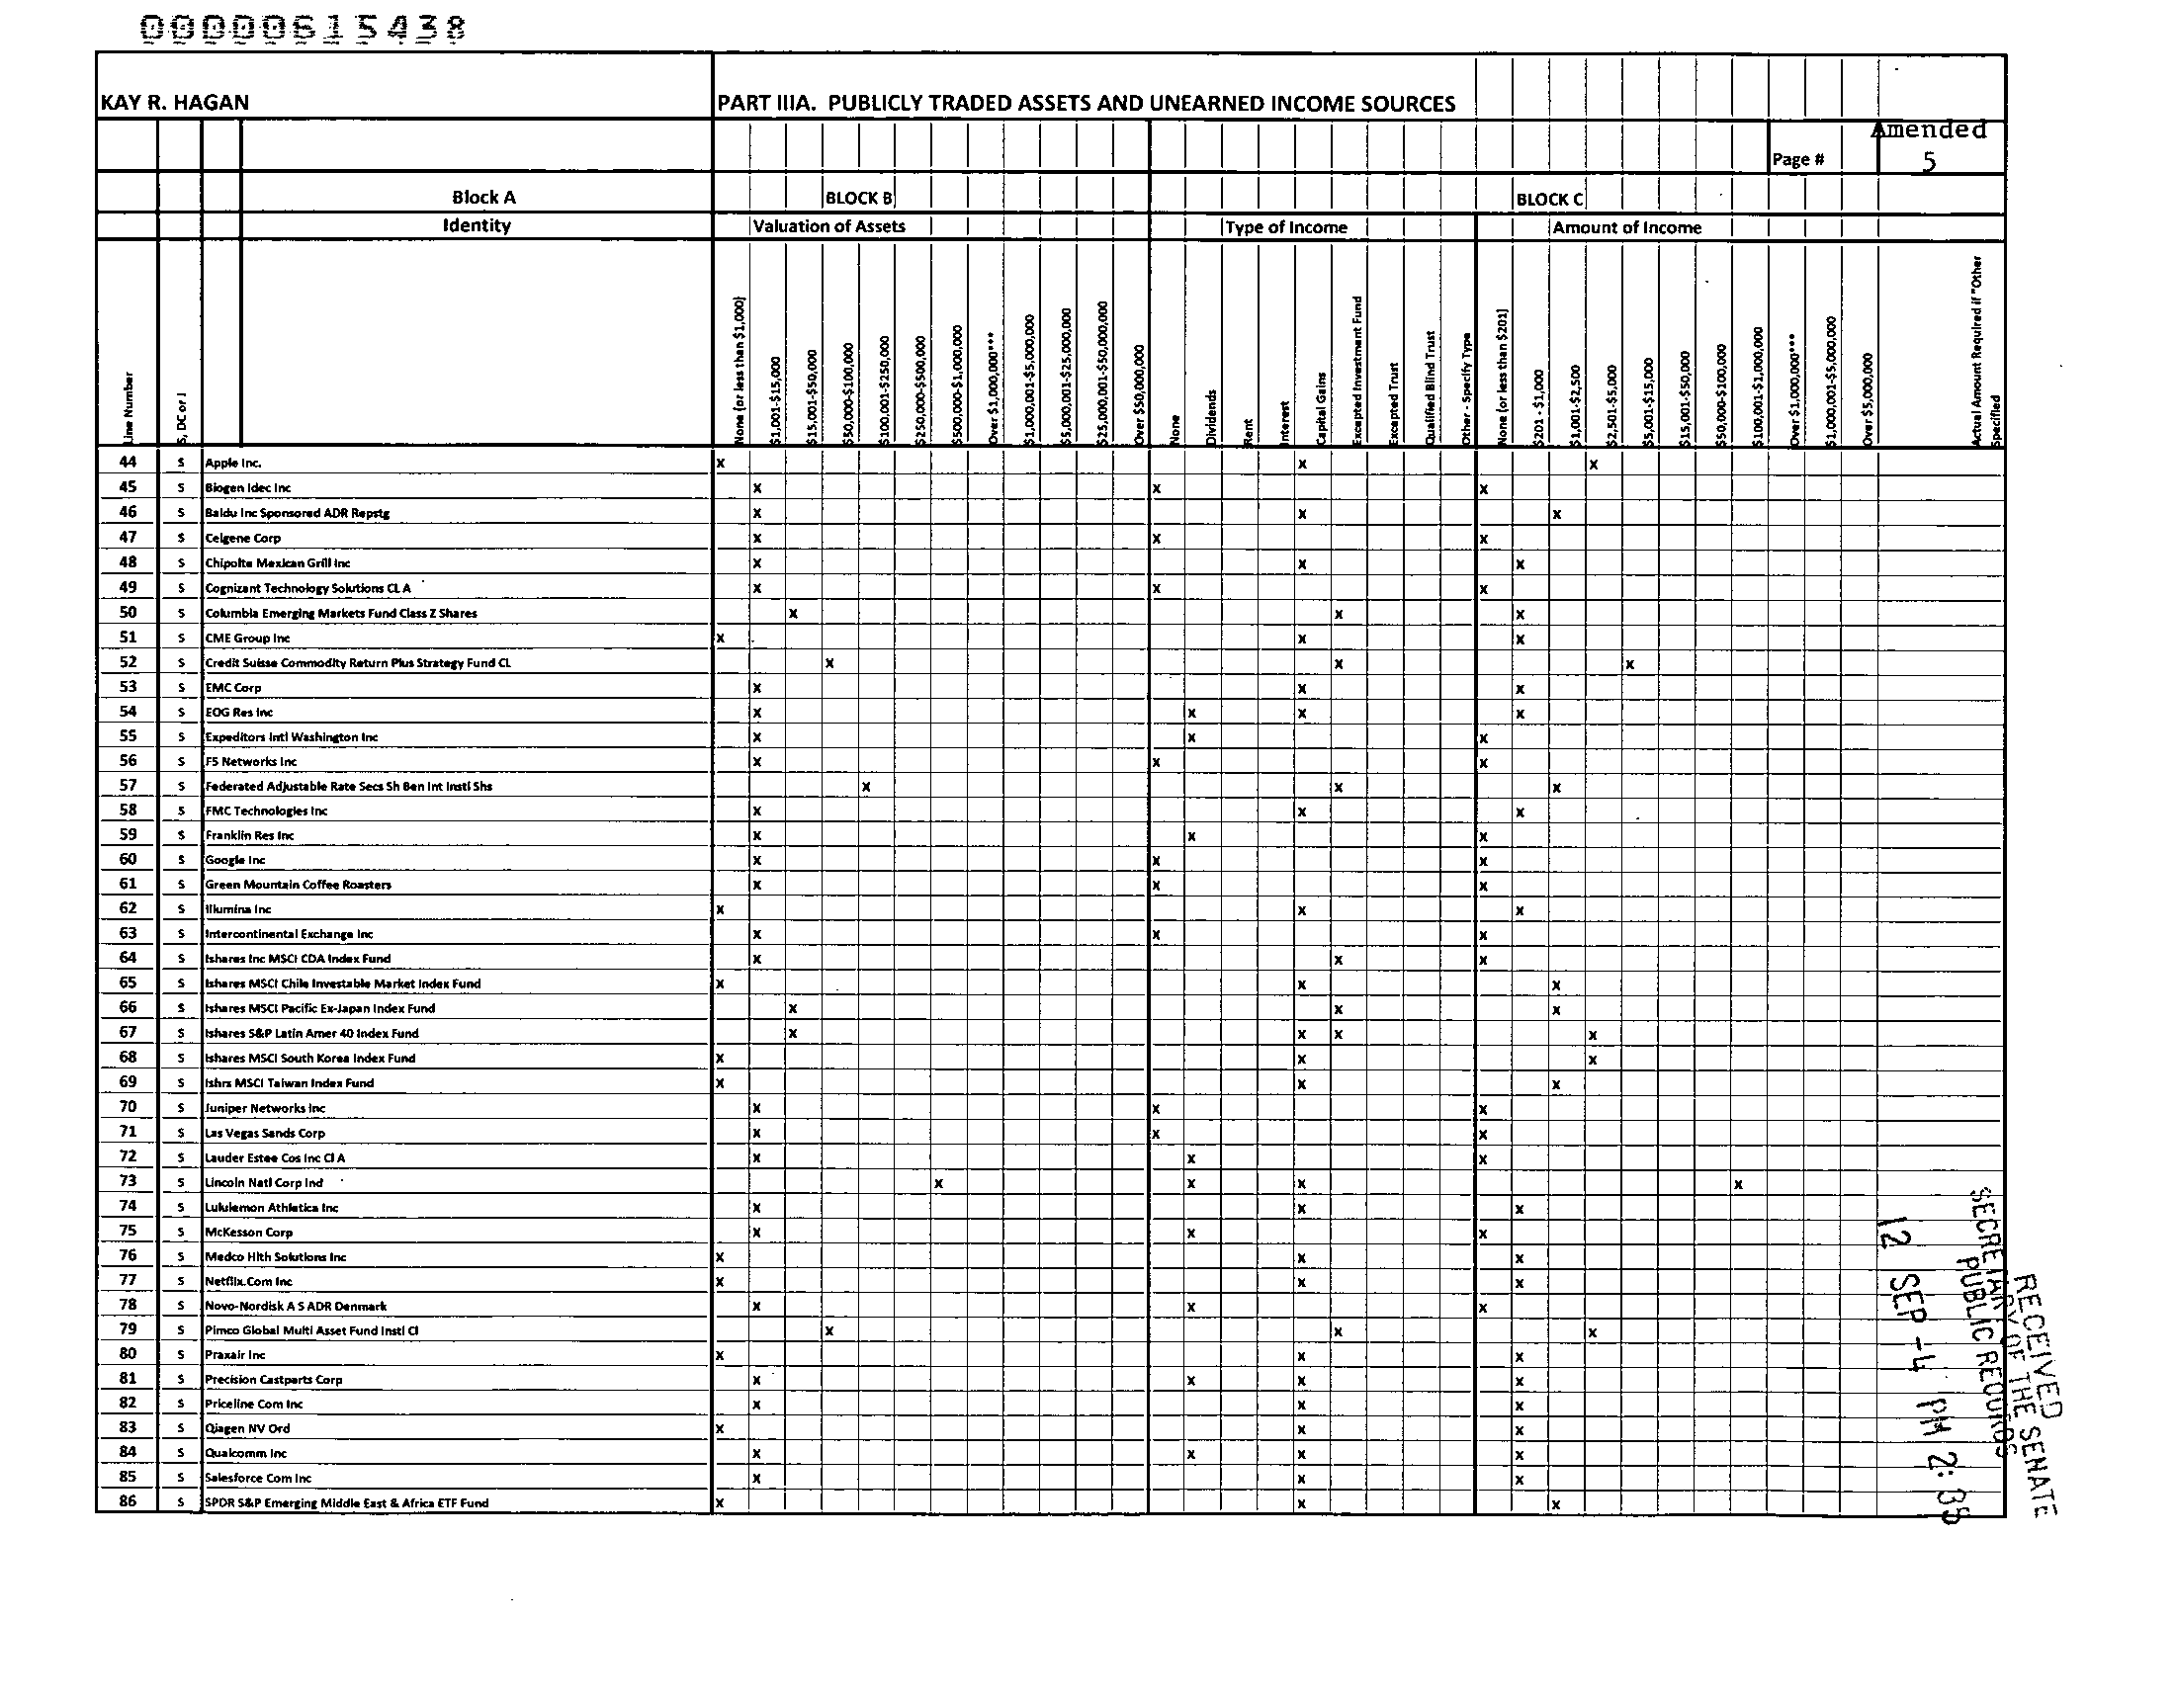 00000615438
KAY R. HAGAN PART IIIA. PUBLICLY TRADED ASSETS AND UNEARNED INCOME SOURCES
Amended
Page # 5
Block A BLOCK B BLOCK C
Identity Valuation of Assets Type of Income Amount of Income
Line Number
S, DC or J
None (or less than $1,000)
$1,001-$15,000
$15,001-$50,000
$50,000-$100,000
$100,001-$250,000
$250,000-$500,000
$500,000-$1,000,000
Over $1,000,000***
$1,000,001-$5,000,000
$5,000,001-$25,000,000
$25,000,001-$50,000,000
Over $50,000,000
None
Dividends
Rent
Interest
Capital Gains
Excepted Investment Fund
Excepted Trust
Qualified Blind Trust
Other - Specify Type
None (or less than $201)
$201 - $1,000
$1,001-$2,500
$2,501-$5,000
$5,001-$15,000
$15,001-$50,000
$50,000-$100,000
$100,001-$1,000,000
Over $1,000,000***
$1,000,001-$5,000,000
Over $5,000,000
Actual Amount Required if "Other
Specified
44 S Apple Inc. X X X
45 S Biogen Idec Inc X X X
46 S Baidu Inc Sponsored ADR Repstg X X X
47 S Celgene Corp X X X
48 S Chipolte Mexican Grill Inc X X X
49 S Cognizant Technology Solutions CL A X X X
50 S Columbia Emerging Markets Fund Class Z Shares X X X
51 S CME Group Inc X X X
52 S Credit Suisse Commodity Return Plus Strategy Fund CL X X X
53 S EMC Corp X X X
54 S EOG Res Inc X X X X
55 S Expeditors Intl Washington Inc X X X
56 S F5 Networks Inc X X X
57 S Federated Adjustable Rate Secs Sh Ben Int Instl Shs X X X
58 S FMC Technologies Inc X X X
59 S Franklin Res Inc X X X
60 S Google Inc X X X
61 S Green Mountain Coffee Roasters X X X
62 S Illumina Inc X X X
63 S Intercontinental Exchange Inc X X X
64 S Ishares Inc MSCI CDA Index Fund X X X
65 S Ishares MSCI Chile Investable Market Index Fund X X X
66 S Ishares MSCI Pacific Ex-Japan Index Fund X X X
67 S Ishares S&P Latin Amer 40 Index Fund X X X X
68 S Ishares MSCI South Korea Index Fund X X X
69 S Ishrs MSCI Taiwan Index Fund X X X
70 S Juniper Networks Inc X X X
71 S Las Vegas Sands Corp X X X
72 S Lauder Estee Cos Inc Cl A X X X
73 S Lincoln Natl Corp Ind X X X X
74 S Lululemon Athletica Inc X X X
75 S McKesson Corp X X X
76 S Medco Hlth Solutions Inc X X X
77 S Netflix.Com Inc X X X
78 S Novo-Nordisk A S ADR Denmark X X X
79 S Pimco Global Multi Asset Fund Instl Cl X X X
80 S Praxair Inc X X X
81 S Precision Castparts Corp X X X X
82 S Priceline Com Inc X X X
83 S Qiagen NV Ord X X X
84 S Qualcomm Inc X X X X
85 S Salesforce Com Inc X X X
86 S SPDR S&P Emerging Middle East & Africa ETF Fund X X X
RECEIVED
SECRETARY OF THE SENATE
PUBLIC RECORDS
12 SEP -4 PM 2:35